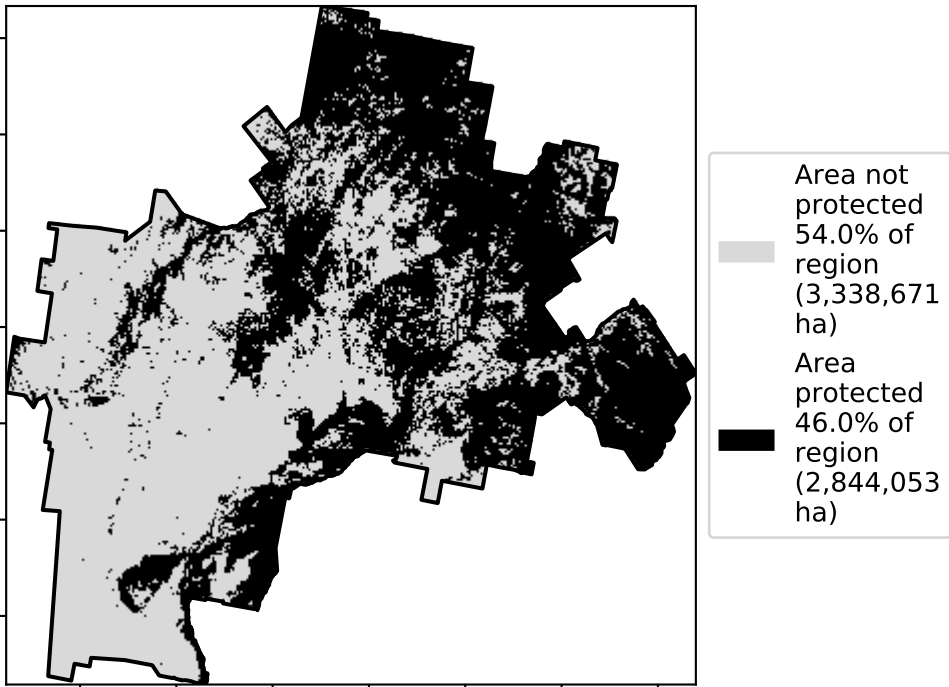 Area not
protected
54.0% of
region
(3,338,671
ha)
Area
protected
46.0% of
region
(2,844,053
ha)